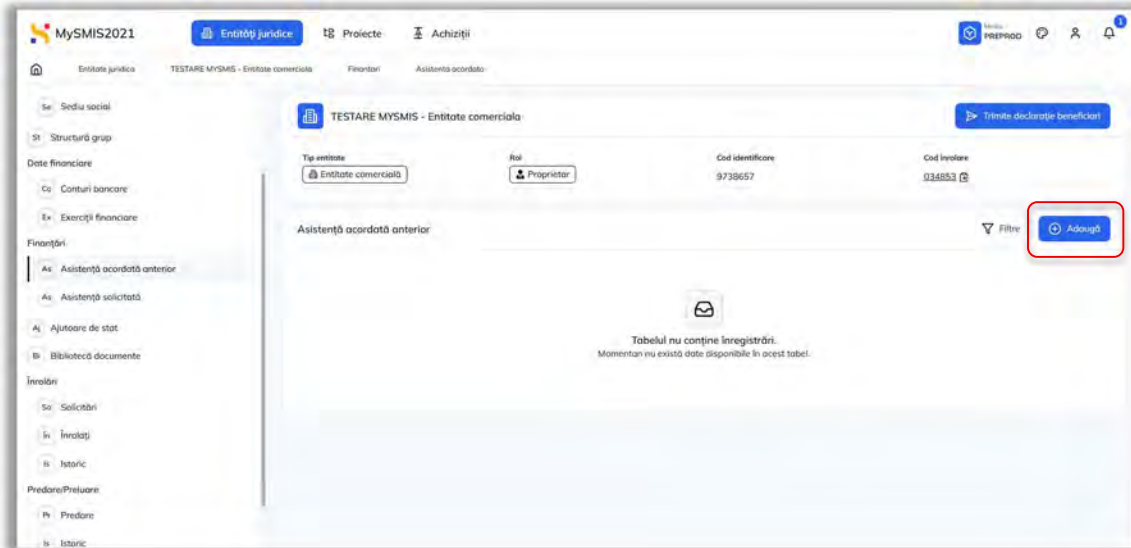 MySMIS2021
Entități juridice
Proiecte
Achiziții
Mediu
PREPROD
1
Entitate juridica
TESTARE MYSMIS - Entitate comerciala
Finantari
Asistenta acordata
Se Sediu social
St Structură grup
Date financiare
Co Conturi bancare
Ex Exerciții financiare
Finanțări
As Asistență acordată anterior
As Asistență solicitată
Aj Ajutoare de stat
Bi Bibliotecă documente
Înrolări
So Solicitări
În Înrolați
Is Istoric
Predare/Preluare
Pr Predare
Is Istoric
TESTARE MYSMIS - Entitate comerciala
Trimite declarație beneficiari
Tip entitate
Entitate comercială
Rol
Proprietar
Cod identificare
9738657
Cod înrolare
034853
Asistență acordată anterior
Filtre
Adaugă
Tabelul nu conține înregistrări.
Momentan nu există date disponibile în acest tabel.